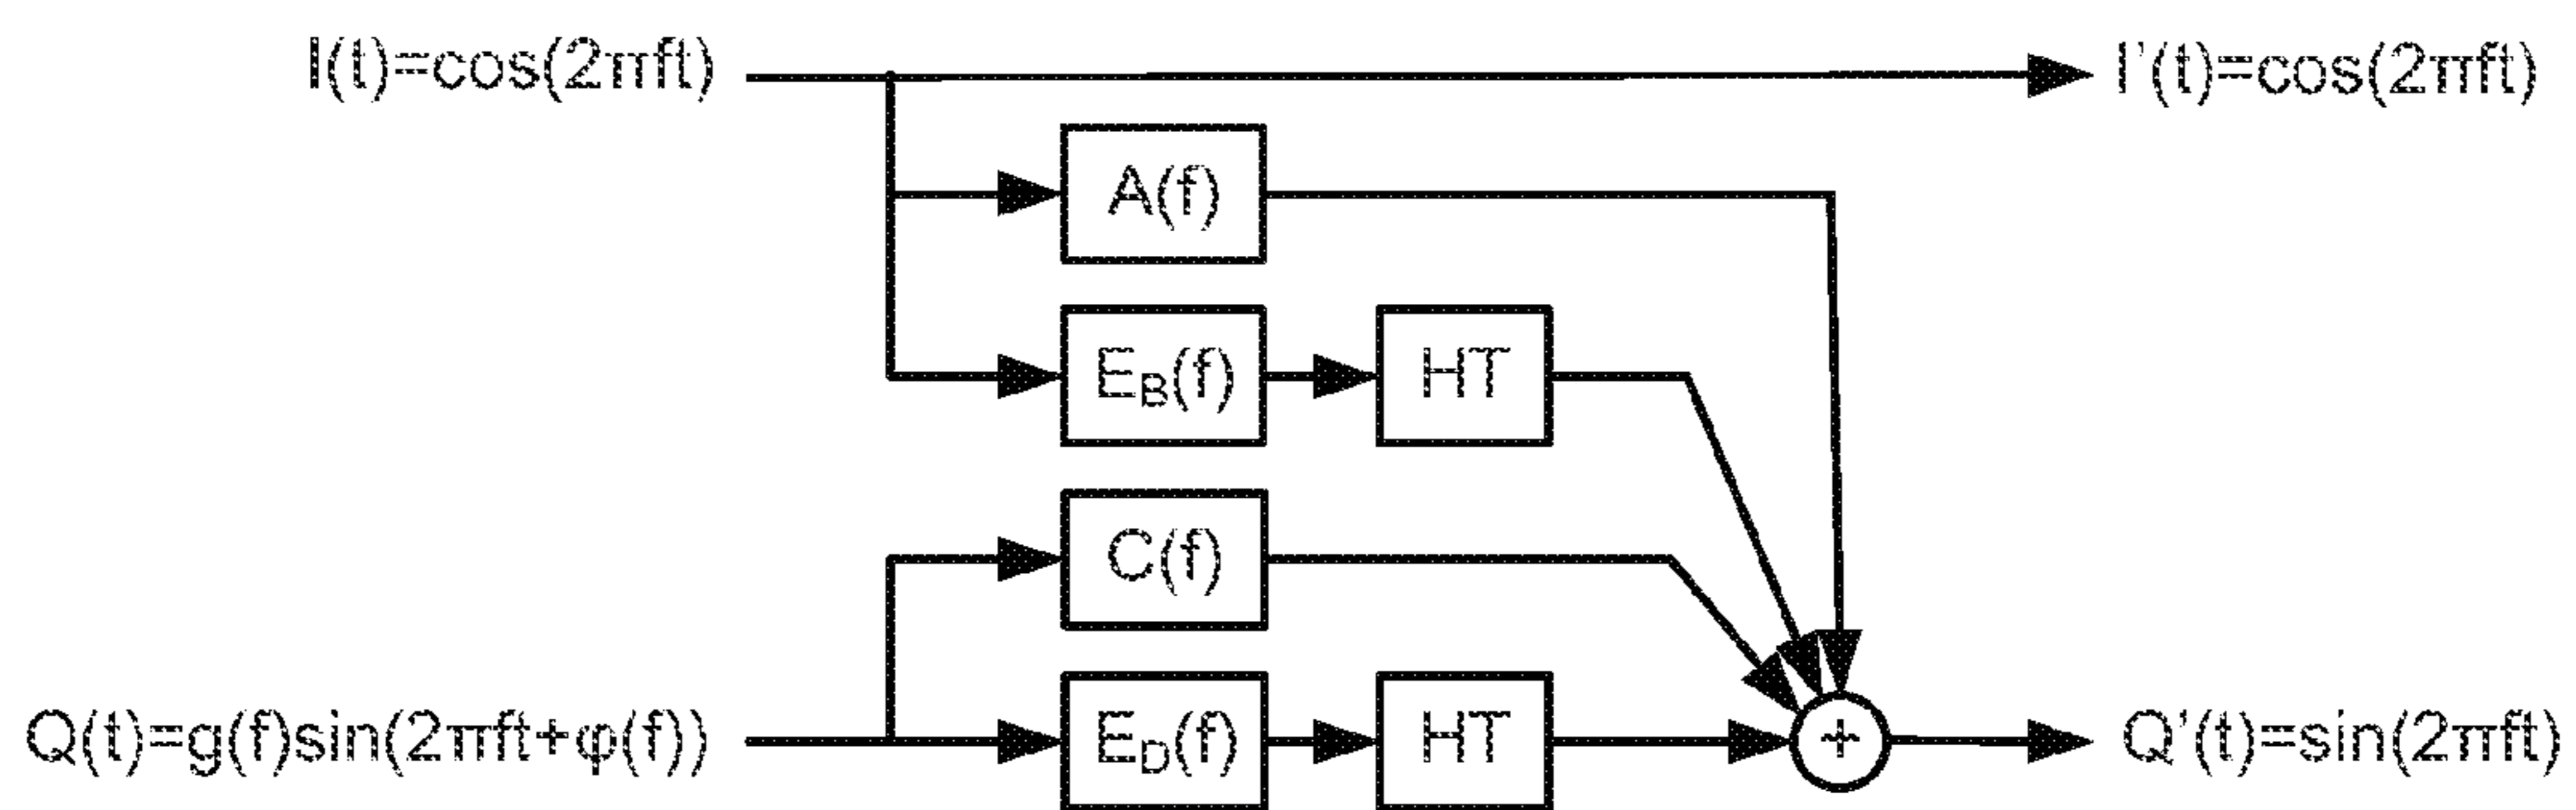 I(t)=cos(2πft)
I'(t)=cos(2πft)
A(f)
E_B(f)
HT
C(f)
Q(t)=g(f)sin(2πft+φ(f))
E_D(f)
HT
+
Q'(t)=sin(2πft)